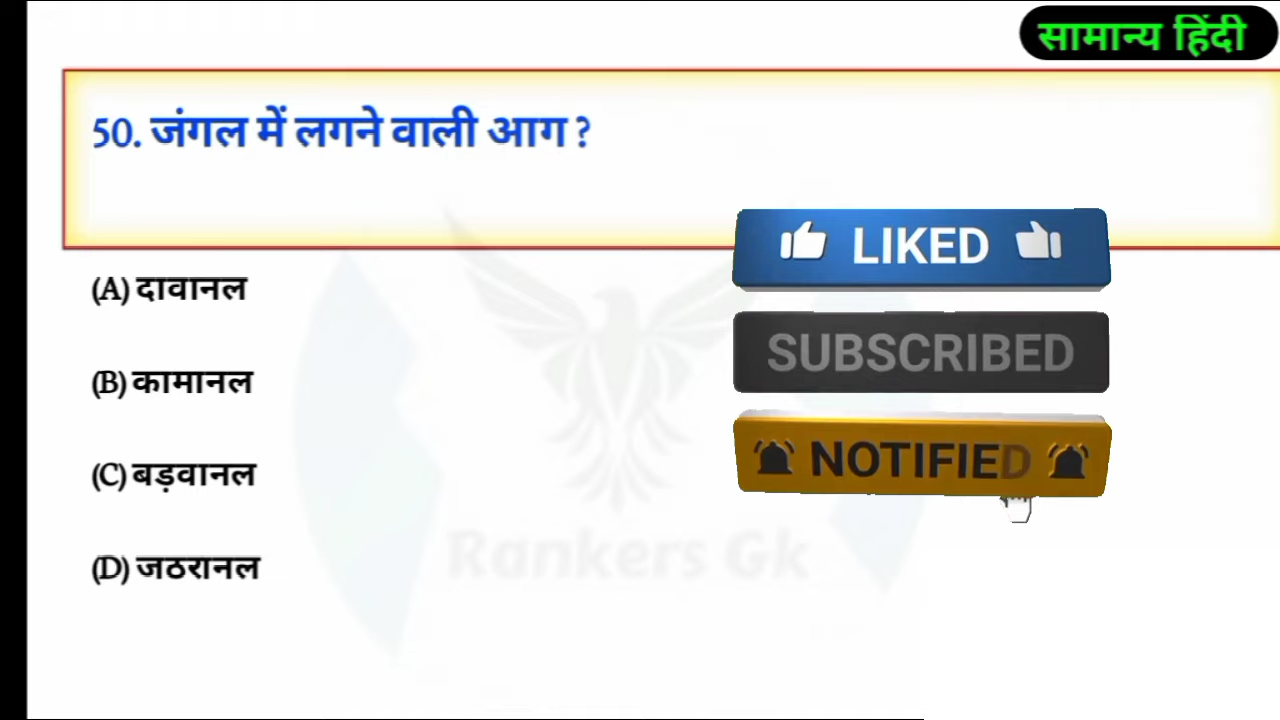 सामान्य हिंदी
50. जंगल में लगने वाली आग ?
LIKED
(A) दावानल
SUBSCRIBED
(B) कामानल
NOTIFIED
(C) बड़वानल
Rankers Gk
(D) जठरानल